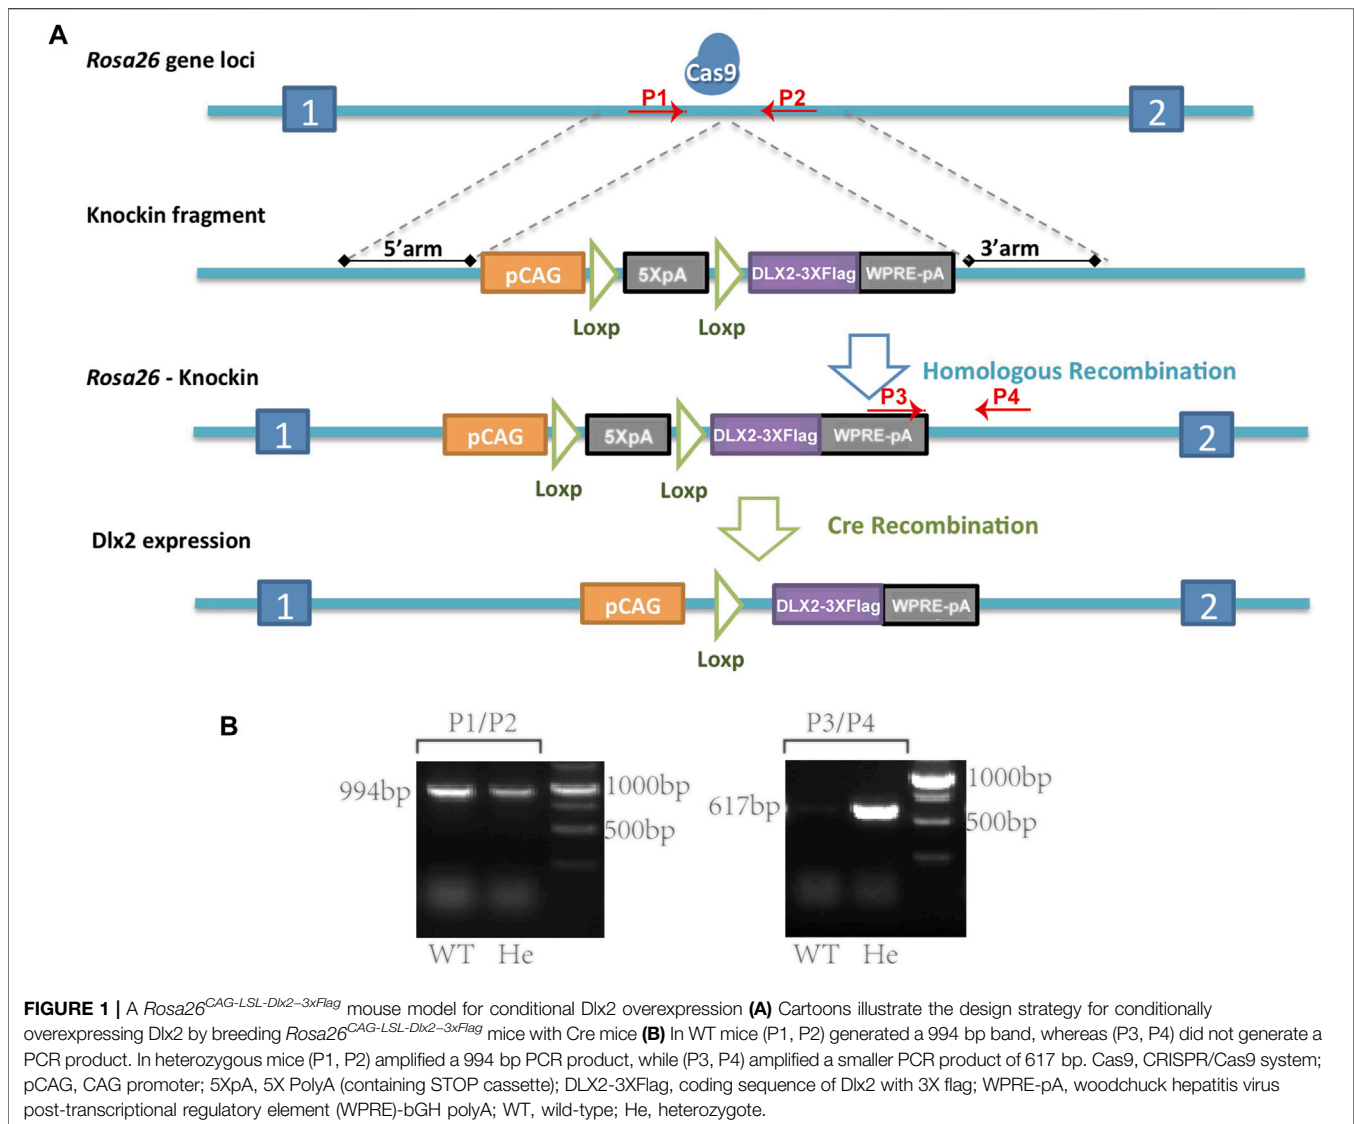 A
Rosa26 gene loci
Cas9
P1
P2
1
2
Knockin fragment
5'arm
3'arm
pCAG
5XpA
DLX2-3XFlag
WPRE-pA
Loxp
Loxp
Homologous Recombination
Rosa26 - Knockin
P3
P4
1
pCAG
5XpA
DLX2-3XFlag
WPRE-pA
2
Loxp
Loxp
Cre Recombination
Dlx2 expression
1
pCAG
DLX2-3XFlag
WPRE-pA
2
Loxp
B
P1/P2
994bp
1000bp
500bp
WT
He
P3/P4
617bp
1000bp
500bp
WT
He
FIGURE 1 | A Rosa26CAG-LSL-Dlx2–3xFlag mouse model for conditional Dlx2 overexpression (A) Cartoons illustrate the design strategy for conditionally
overexpressing Dlx2 by breeding Rosa26CAG-LSL-Dlx2–3xFlag mice with Cre mice (B) In WT mice (P1, P2) generated a 994 bp band, whereas (P3, P4) did not generate a
PCR product. In heterozygous mice (P1, P2) amplified a 994 bp PCR product, while (P3, P4) amplified a smaller PCR product of 617 bp. Cas9, CRISPR/Cas9 system;
pCAG, CAG promoter; 5XpA, 5X PolyA (containing STOP cassette); DLX2-3XFlag, coding sequence of Dlx2 with 3X flag; WPRE-pA, woodchuck hepatitis virus
post-transcriptional regulatory element (WPRE)-bGH polyA; WT, wild-type; He, heterozygote.